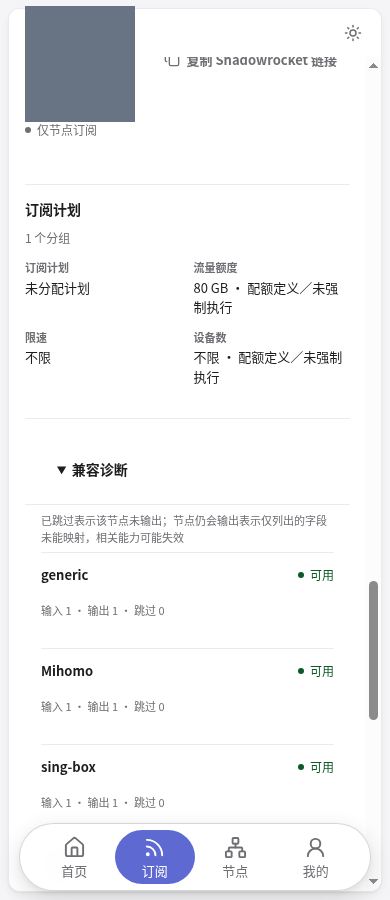 复制 Shadowrocket 链接
仅节点订阅
订阅计划
1 个分组
订阅计划
未分配计划
流量额度
80 GB · 配额定义／未强
制执行
限速
不限
设备数
不限 · 配额定义／未强制
执行
▼ 兼容诊断
已跳过表示该节点未输出；节点仍会输出表示仅列出的字段
未能映射，相关能力可能失效
generic
可用
输入 1 · 输出 1 · 跳过 0
Mihomo
可用
输入 1 · 输出 1 · 跳过 0
sing-box
可用
输入 1 · 输出 1 · 跳过 0
首页
订阅
节点
我的